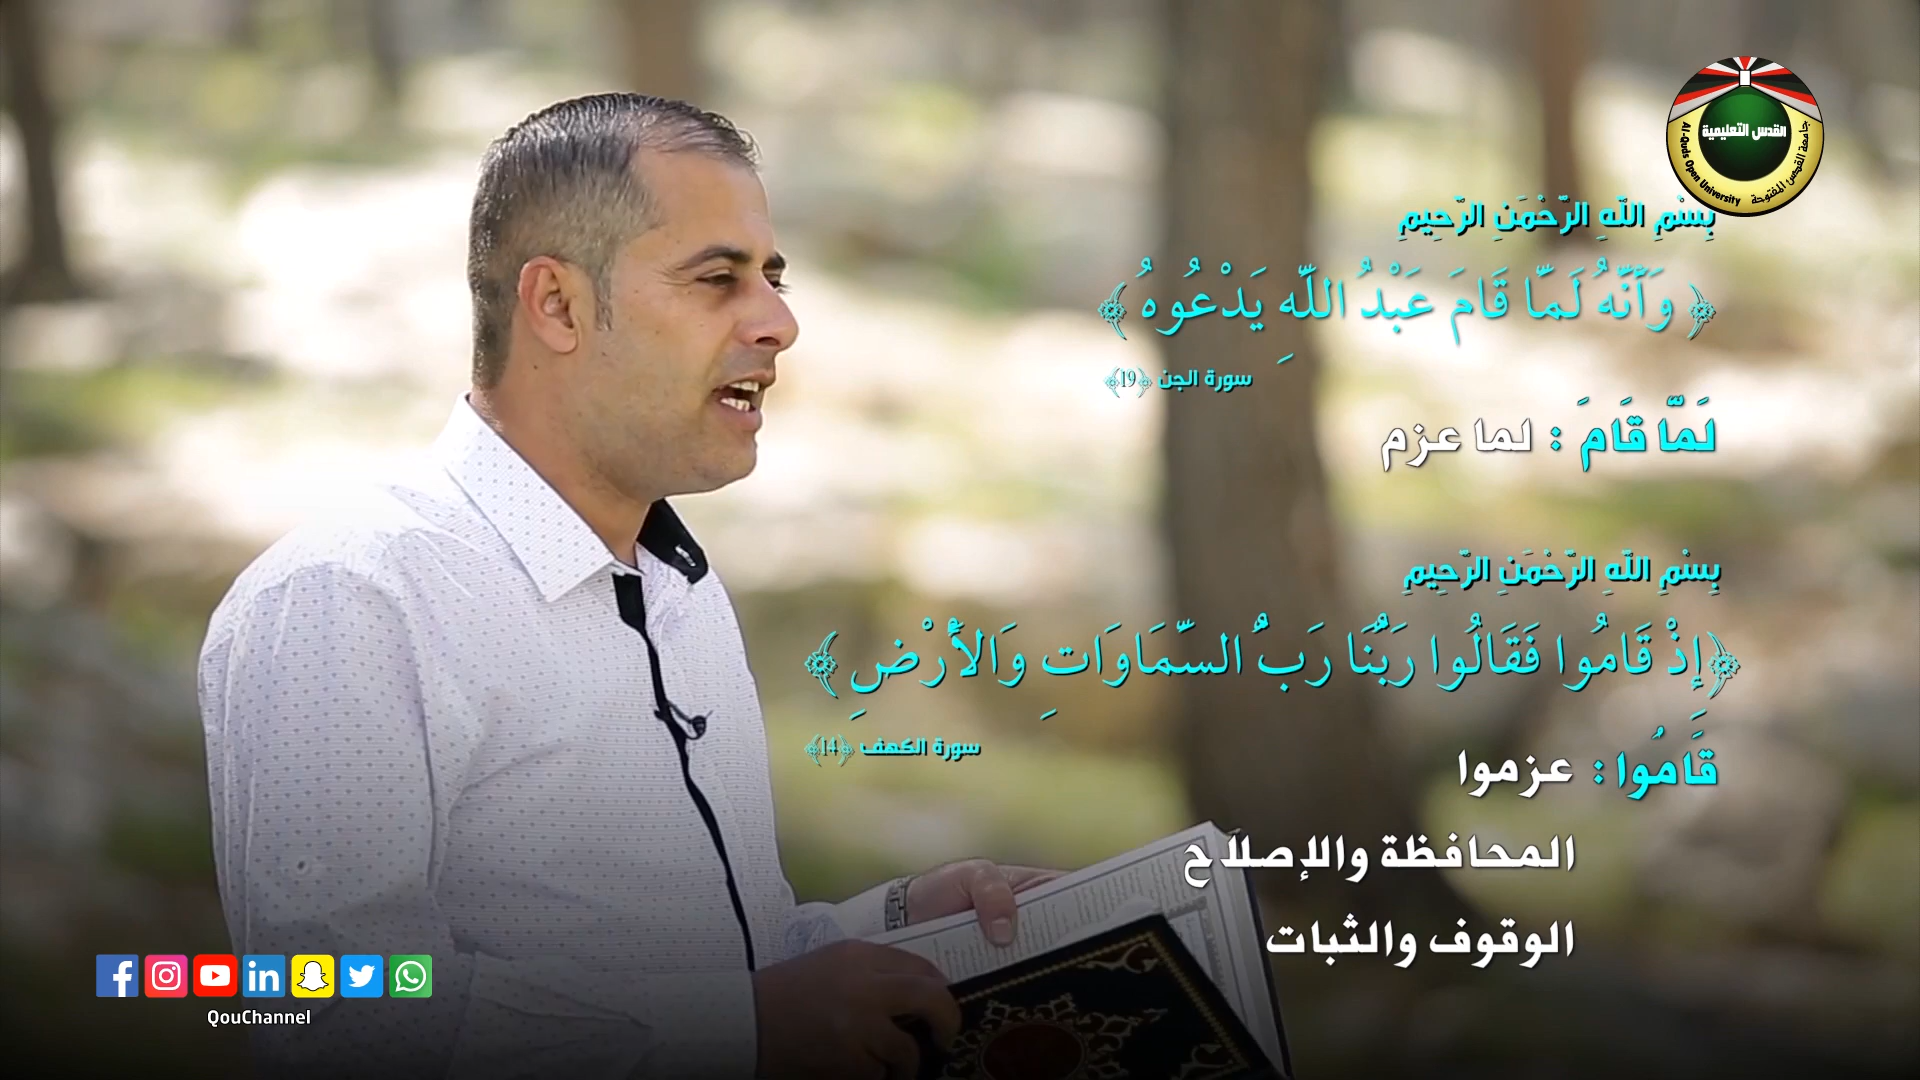 القدس التعليمية
جامعة القدس المفتوحة
Al-Quds Open University
بِسْمِ اللَّهِ الرَّحْمَنِ الرَّحِيمِ
﴿ وَأَنَّهُ لَمَّا قَامَ عَبْدُ اللَّهِ يَدْعُوهُ ﴾
سورة الجن ﴿19﴾
لَمَّا قَامَ : لما عزم
بِسْمِ اللَّهِ الرَّحْمَنِ الرَّحِيمِ
﴿إِذْ قَامُوا فَقَالُوا رَبُّنَا رَبُّ السَّمَاوَاتِ وَالأَرْضِ ﴾
سورة الكهف ﴿14﴾
قَامُوا : عزموا
المحافظة والإصلاح
الوقوف والثبات
QouChannel